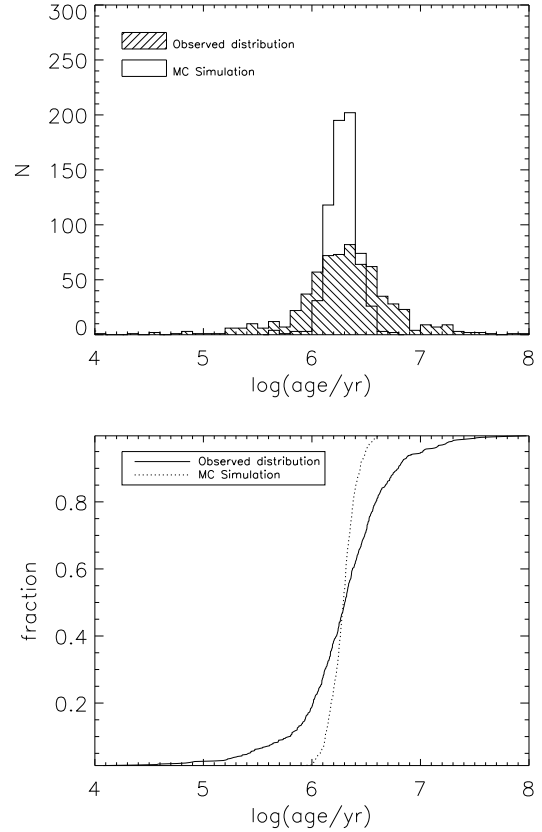 300
250
200
150
100
50
0
N
Observed distribution
MC Simulation
4 5 6 7 8
log(age/yr)
0.8
0.6
0.4
0.2
fraction
Observed distribution
MC Simulation
4 5 6 7 8
log(age/yr)